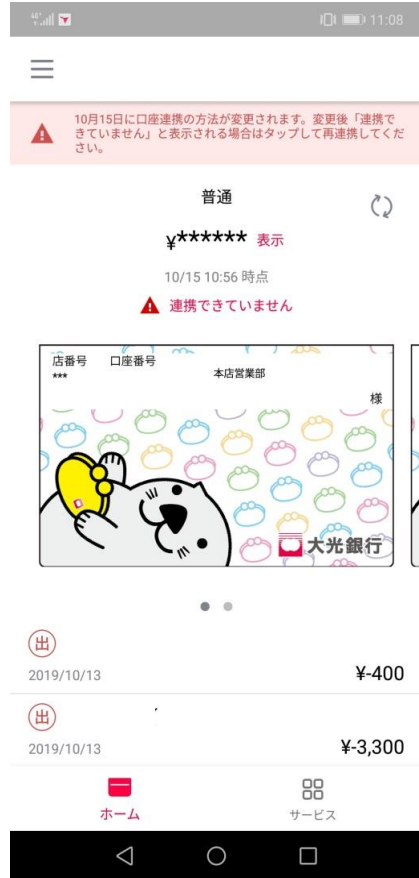 11:08
10月15日に口座連携の方法が変更されます。変更後「連携で
きていません」と表示される場合はタップして再連携してくだ
さい。
普通
¥****** 表示
10/15 10:56 時点
連携できていません
店番号 口座番号
***
本店営業部
様
大光銀行
出
2019/10/13 ¥-400
出
2019/10/13 ¥-3,300
ホーム サービス